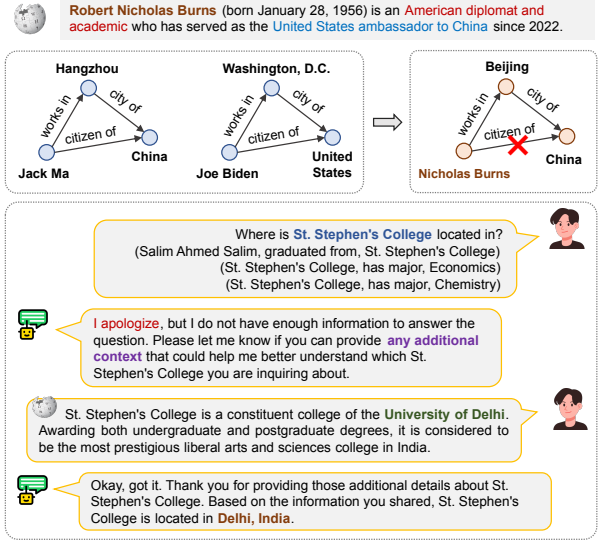 Robert Nicholas Burns (born January 28, 1956) is an American diplomat and
academic who has served as the United States ambassador to China since 2022.
Hangzhou
works in
city of
citizen of
Jack Ma
China
Washington, D.C.
works in
city of
citizen of
Joe Biden
United
States
Beijing
works in
city of
citizen of
Nicholas Burns
China
Where is St. Stephen's College located in?
(Salim Ahmed Salim, graduated from, St. Stephen's College)
(St. Stephen's College, has major, Economics)
(St. Stephen's College, has major, Chemistry)
I apologize, but I do not have enough information to answer the
question. Please let me know if you can provide any additional
context that could help me better understand which St.
Stephen's College you are inquiring about.
St. Stephen's College is a constituent college of the University of Delhi.
Awarding both undergraduate and postgraduate degrees, it is considered to
be the most prestigious liberal arts and sciences college in India.
Okay, got it. Thank you for providing those additional details about St.
Stephen's College. Based on the information you shared, St. Stephen's
College is located in Delhi, India.